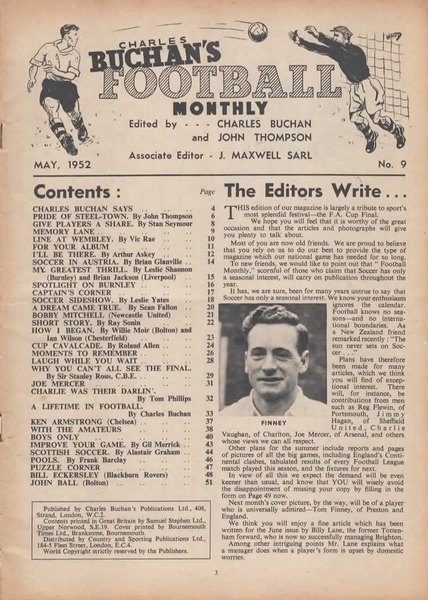 CHARLES
BUCHAN'S
FOOTBALL
MONTHLY
Edited by - - - CHARLES BUCHAN
and JOHN THOMPSON
Associate Editor - J. MAXWELL SARL
MAY, 1952
No. 9
Contents :
Page
CHARLES BUCHAN SAYS .. .. 4
PRIDE OF STEEL-TOWN. By John Thompson 6
GIVE PLAYERS A SHARE. By Stan Seymour 8
MEMORY LANE .. .. .. 9
LINE AT WEMBLEY. By Vic Rae .. 10
FOR YOUR ALBUM .. .. .. 11
I'LL BE THERE. By Arthur Askey .. 12
SOCCER IN AUSTRIA. By Brian Glanville .. 14
MY GREATEST THRILL. By Leslie Shannon
(Burnley) and Brian Jackson (Liverpool) .. 15
SPOTLIGHT ON BURNLEY .. .. 16
CAPTAIN'S CORNER .. .. .. 17
SOCCER SIDESHOW. By Leslie Yates .. 18
A DREAM CAME TRUE. By Sean Fallon .. 20
BOBBY MITCHELL (Newcastle United) .. 21
SHORT STORY. By Ray Sonin .. 22
HOW I BEGAN. By Willie Moir (Bolton) and
Ian Wilson (Chesterfield) .. .. 23
CUP CAVALCADE. By Roland Allen .. 24
MOMENTS TO REMEMBER .. .. 26
LAUGH WHILE YOU WAIT .. .. 28
WHY YOU CAN'T ALL SEE THE FINAL.
By Sir Stanley Rous, C.B.E. .. .. 29
JOE MERCER .. .. .. 31
CHARLIE WAS THEIR DARLIN'.
By Tom Phillips 32
A LIFETIME IN FOOTBALL.
By Charles Buchan 33
KEN ARMSTRONG (Chelsea) .. .. 37
WITH THE AMATEURS .. .. 38
BOYS ONLY .. .. .. 40
IMPROVE YOUR GAME. By Gil Merrick .. 43
SCOTTISH SOCCER. By Alastair Graham .. 44
POOLS. By Frank Barclay .. .. 46
PUZZLE CORNER .. .. .. 47
BILL ECKERSLEY (Blackburn Rovers) .. 48
JOHN BALL (Bolton) .. .. .. 51
Published by Charles Buchan's Publications Ltd., 408,
Strand, London, W.C.2.
Contents printed in Great Britain by Samuel Stephen Ltd.,
Upper Norwood, S.E.19. Cover printed by Bournemouth
Times Ltd., Branksome, Bournemouth.
Distributed by Country and Sporting Publications Ltd.,
184-5 Fleet Street, London, E.C.4.
World Copyright strictly reserved by the Publishers.
The Editors Write . . .
THIS edition of our magazine is largely a tribute to sport's
most splendid festival—the F.A. Cup Final.
We hope you will feel that it is worthy of the great
occasion and that the articles and photographs will give
you plenty to talk about.
Most of you are now old friends. We are proud to believe
that you rely on us to do our best to provide the type of
magazine which our national game has needed for so long.
To new friends, we would like to point out that " Football
Monthly," scornful of those who claim that Soccer has only
a seasonal interest, will carry on publication throughout the
year.
It has, we are sure, been for many years untrue to say that
Soccer has only a seasonal interest. We know your enthusiasms
ignores the calendar.
Football knows no sea-
sons—and no interna-
tional boundaries. As
a New Zealand friend
remarked recently : "The
sun never sets on Soc-
cer . . ."
Plans have therefore
been made for many
articles, which we think
you will find of excep-
tional interest. There
will, for instance, be
contributions from men
such as Reg Flewin, of
Portsmouth, Jimmy
Hagan, of Sheffield
United, Charlie
FINNEY
Vaughan, of Charlton, Joe Mercer, of Arsenal, and others
whose views we can all respect.
Other plans for the summer include reports and pages
of pictures of all the big games, including England's Conti-
nental clashes, tabulated results of every Football League
match played this season, and the fixtures for next.
In view of all this we expect the demand will be even
keener than usual, and know that YOU will wisely avoid
the disappointment of missing your copy by filling in the
form on Page 49 now.
Next month's cover picture, by the way, will be of a player
who is universally admired—Tom Finney, of Preston and
England.
We think you will enjoy a fine article which has been
written for the June issue by Billy Lane, the former Totten-
ham forward, who is now so successfully managing Brighton.
Among other intriguing points Mr. Lane explains what
a manager does when a player's form is upset by domestic
worries.
3